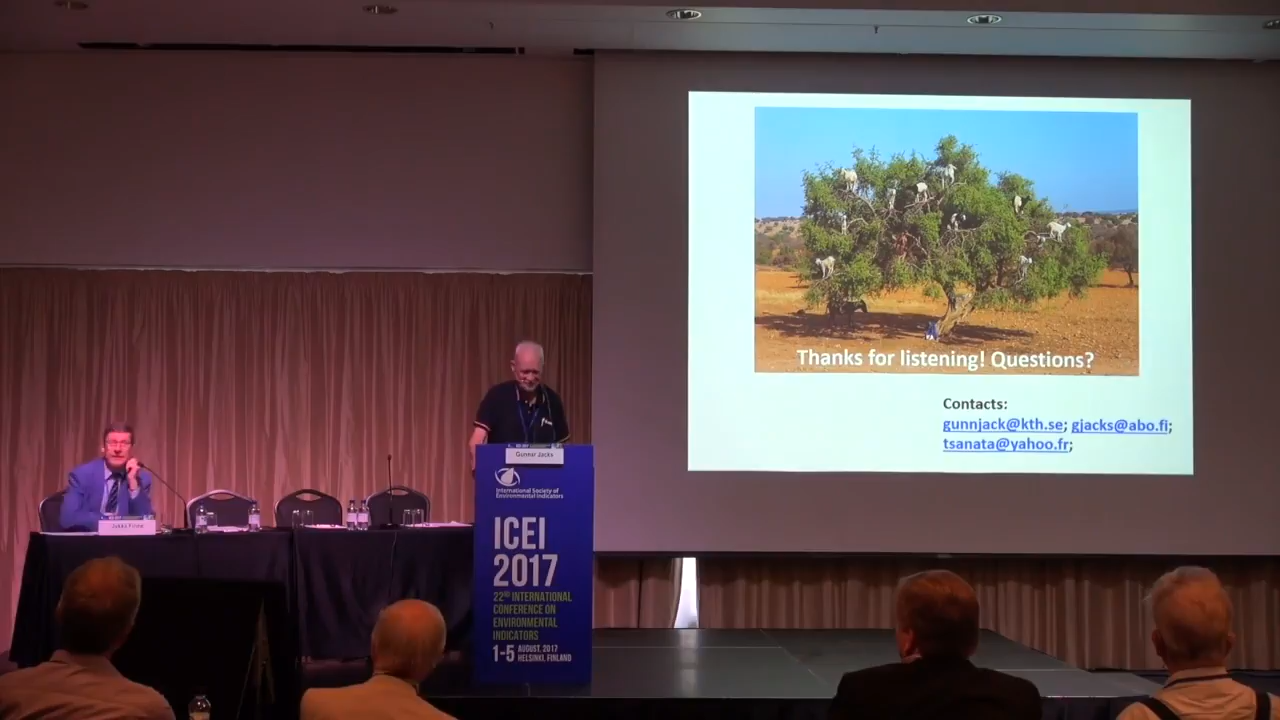 Thanks for listening! Questions?
Contacts:
gunnjack@kth.se; gjacks@abo.fi;
tsanata@yahoo.fr;
Gunnar Jacks
International Society of
Environmental Indicators
ICEI
2017
22ND INTERNATIONAL
CONFERENCE ON
ENVIRONMENTAL
INDICATORS
1-5 AUGUST, 2017
HELSINKI, FINLAND